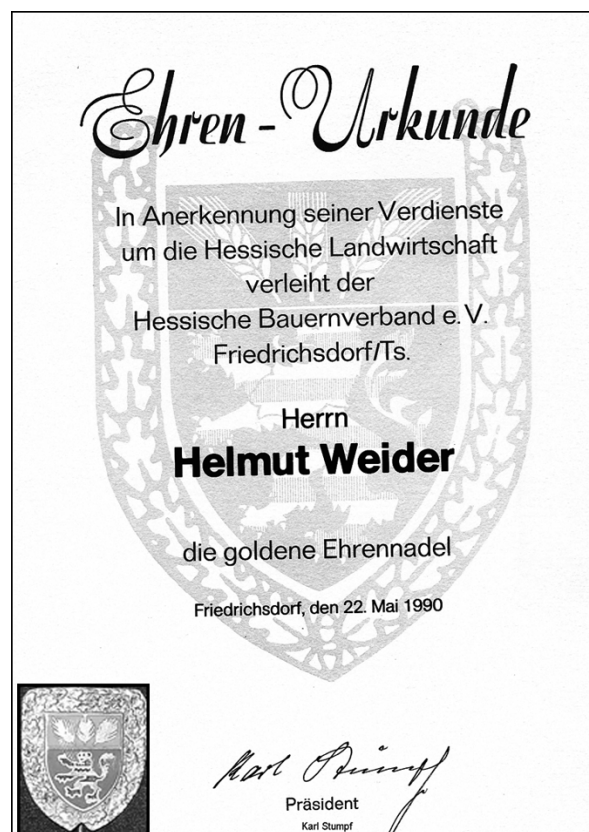 Ehren - Urkunde
In Anerkennung seiner Verdienste
um die Hessische Landwirtschaft
verleiht der
Hessische Bauernverband e.V.
Friedrichsdorf/Ts.
Herrn
Helmut Weider
die goldene Ehrennadel
Friedrichsdorf, den 22. Mai 1990
Karl Stumpf
Präsident
Karl Stumpf